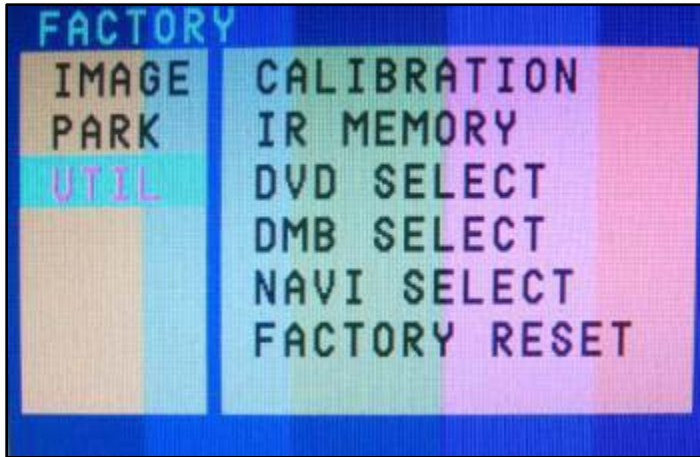 FACTORY
IMAGE
PARK
UTIL
CALIBRATION
IR MEMORY
DVD SELECT
DMB SELECT
NAVI SELECT
FACTORY RESET